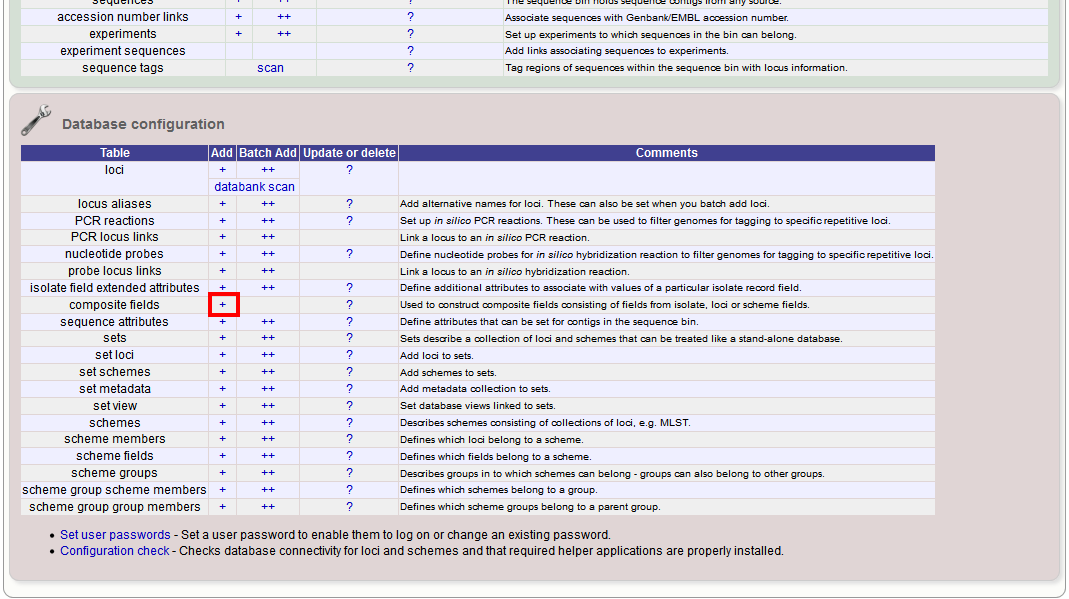 sequences + ++ ? The sequence bin holds sequence contigs from any source.
accession number links + ++ ? Associate sequences with Genbank/EMBL accession number.
experiments + ++ ? Set up experiments to which sequences in the bin can belong.
experiment sequences ? Add links associating sequences to experiments.
sequence tags scan ? Tag regions of sequences within the sequence bin with locus information.
Database configuration
Table Add Batch Add Update or delete Comments
loci + ++ ?
databank scan
locus aliases + ++ ? Add alternative names for loci. These can also be set when you batch add loci.
PCR reactions + ++ ? Set up in silico PCR reactions. These can be used to filter genomes for tagging to specific repetitive loci.
PCR locus links + ++ Link a locus to an in silico PCR reaction.
nucleotide probes + ++ ? Define nucleotide probes for in silico hybridization reaction to filter genomes for tagging to specific repetitive loci.
probe locus links + ++ Link a locus to an in silico hybridization reaction.
isolate field extended attributes + ++ ? Define additional attributes to associate with values of a particular isolate record field.
composite fields + ? Used to construct composite fields consisting of fields from isolate, loci or scheme fields.
sequence attributes + ++ ? Define attributes that can be set for contigs in the sequence bin.
sets + ++ ? Sets describe a collection of loci and schemes that can be treated like a stand-alone database.
set loci + ++ ? Add loci to sets.
set schemes + ++ ? Add schemes to sets.
set metadata + ++ ? Add metadata collection to sets.
set view + ++ ? Set database views linked to sets.
schemes + ++ ? Describes schemes consisting of collections of loci, e.g. MLST.
scheme members + ++ ? Defines which loci belong to a scheme.
scheme fields + ++ ? Defines which fields belong to a scheme.
scheme groups + ++ ? Describes groups in to which schemes can belong - groups can also belong to other groups.
scheme group scheme members + ++ ? Defines which schemes belong to a group.
scheme group group members + ++ ? Defines which scheme groups belong to a parent group.
• Set user passwords - Set a user password to enable them to log on or change an existing password.
• Configuration check - Checks database connectivity for loci and schemes and that required helper applications are properly installed.